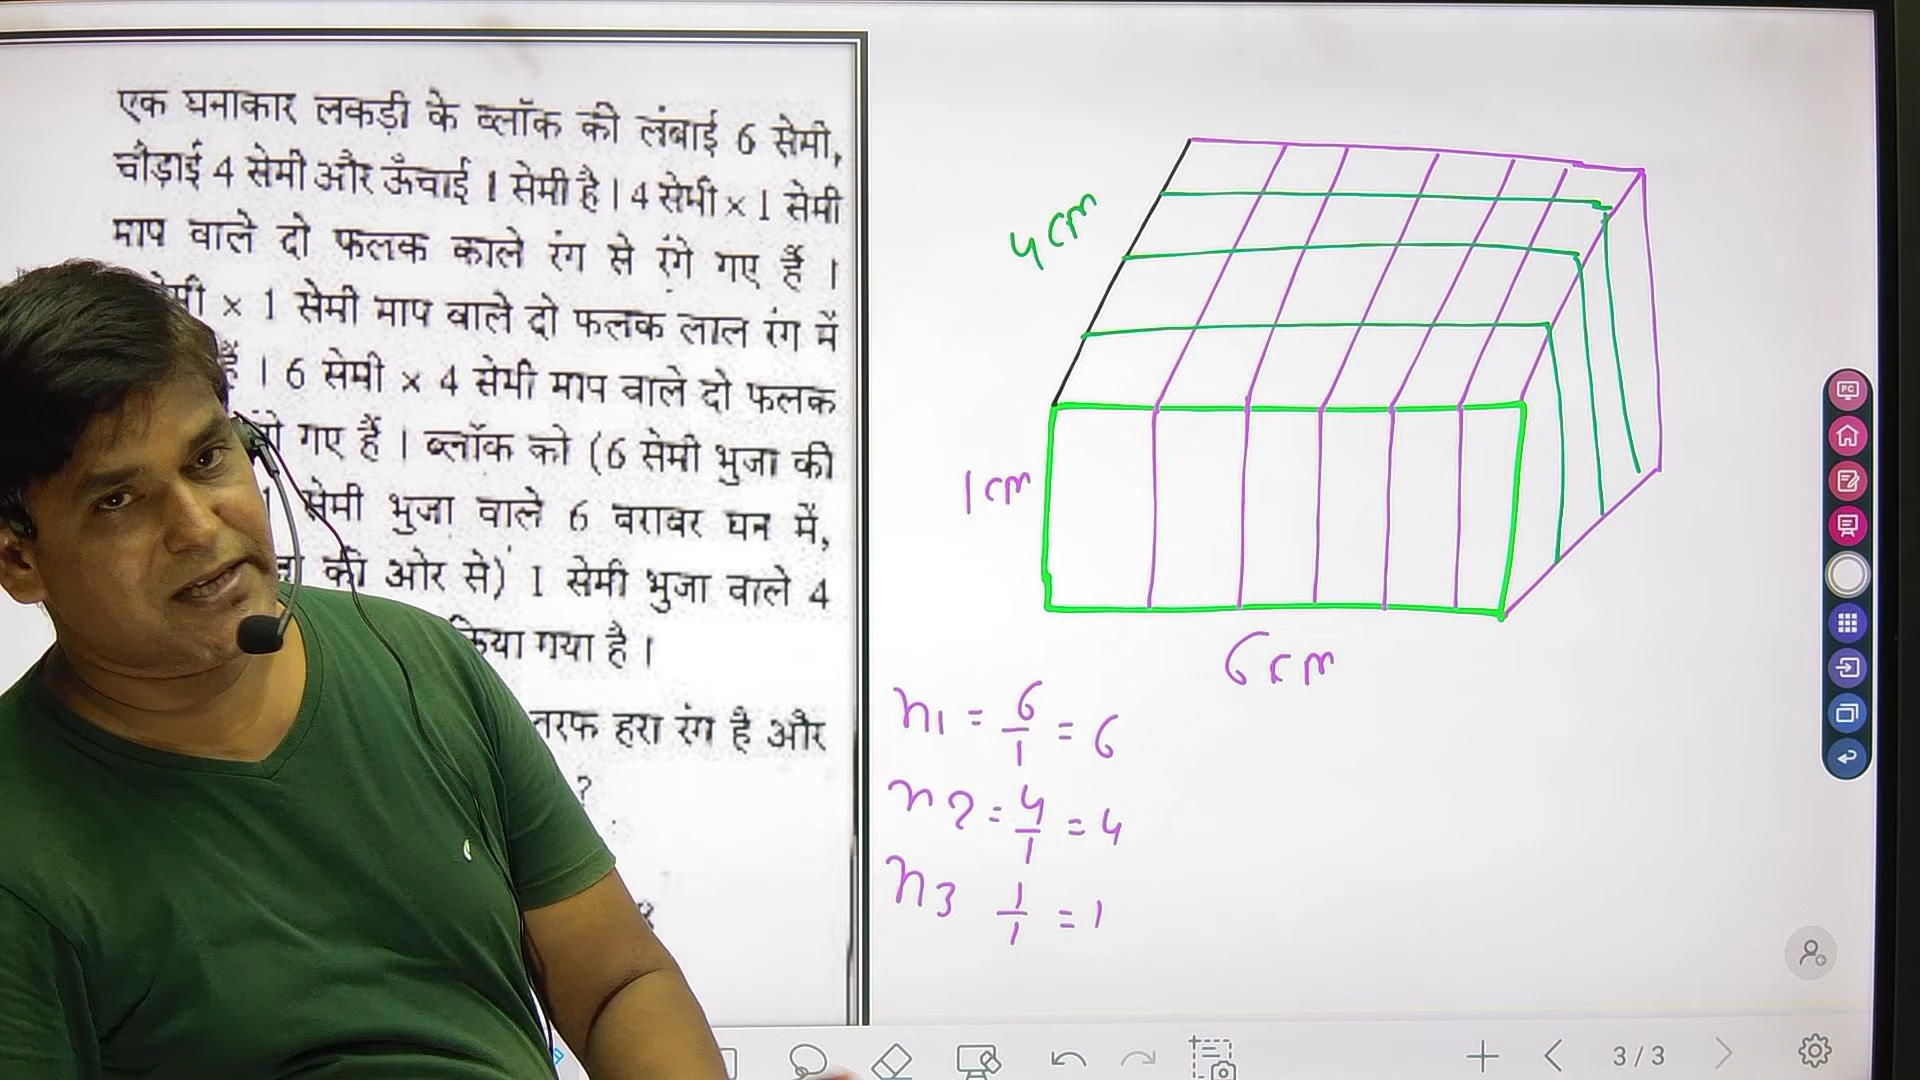 एक घनाकार लकड़ी के ब्लॉक की लंबाई 6 सेमी,
चौड़ाई 4 सेमी और ऊँचाई 1 सेमी है। 4 सेमी × 1 सेमी
माप वाले दो फलक काले रंग से रंगे गए हैं ।
× 1 सेमी माप वाले दो फलक लाल रंग में
हैं । 6 सेमी × 4 सेमी माप वाले दो फलक
गए हैं । ब्लॉक को (6 सेमी भुजा की
सेमी भुजा वाले 6 बराबर घन में,
की ओर से) 1 सेमी भुजा वाले 4
किया गया है ।
तरफ हरा रंग है और
?
4cm
1cm
6cm
n1 = 6/1 = 6
n2 = 4/1 = 4
n3 1/1 = 1
PC
3/3